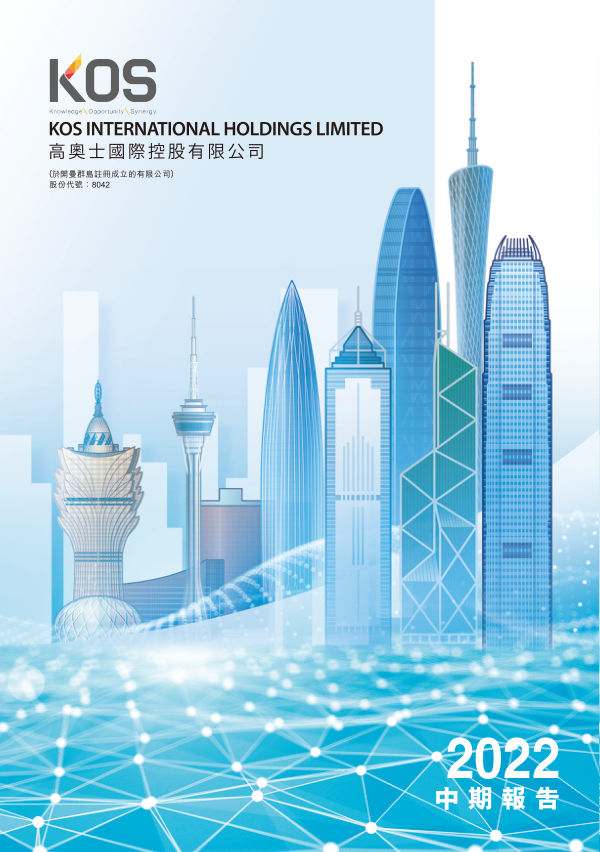 KOS
Knowledge\Opportunity\Synergy
KOS INTERNATIONAL HOLDINGS LIMITED
高奧士國際控股有限公司
(於開曼群島註冊成立的有限公司)
股份代號：8042
2022
中期報告